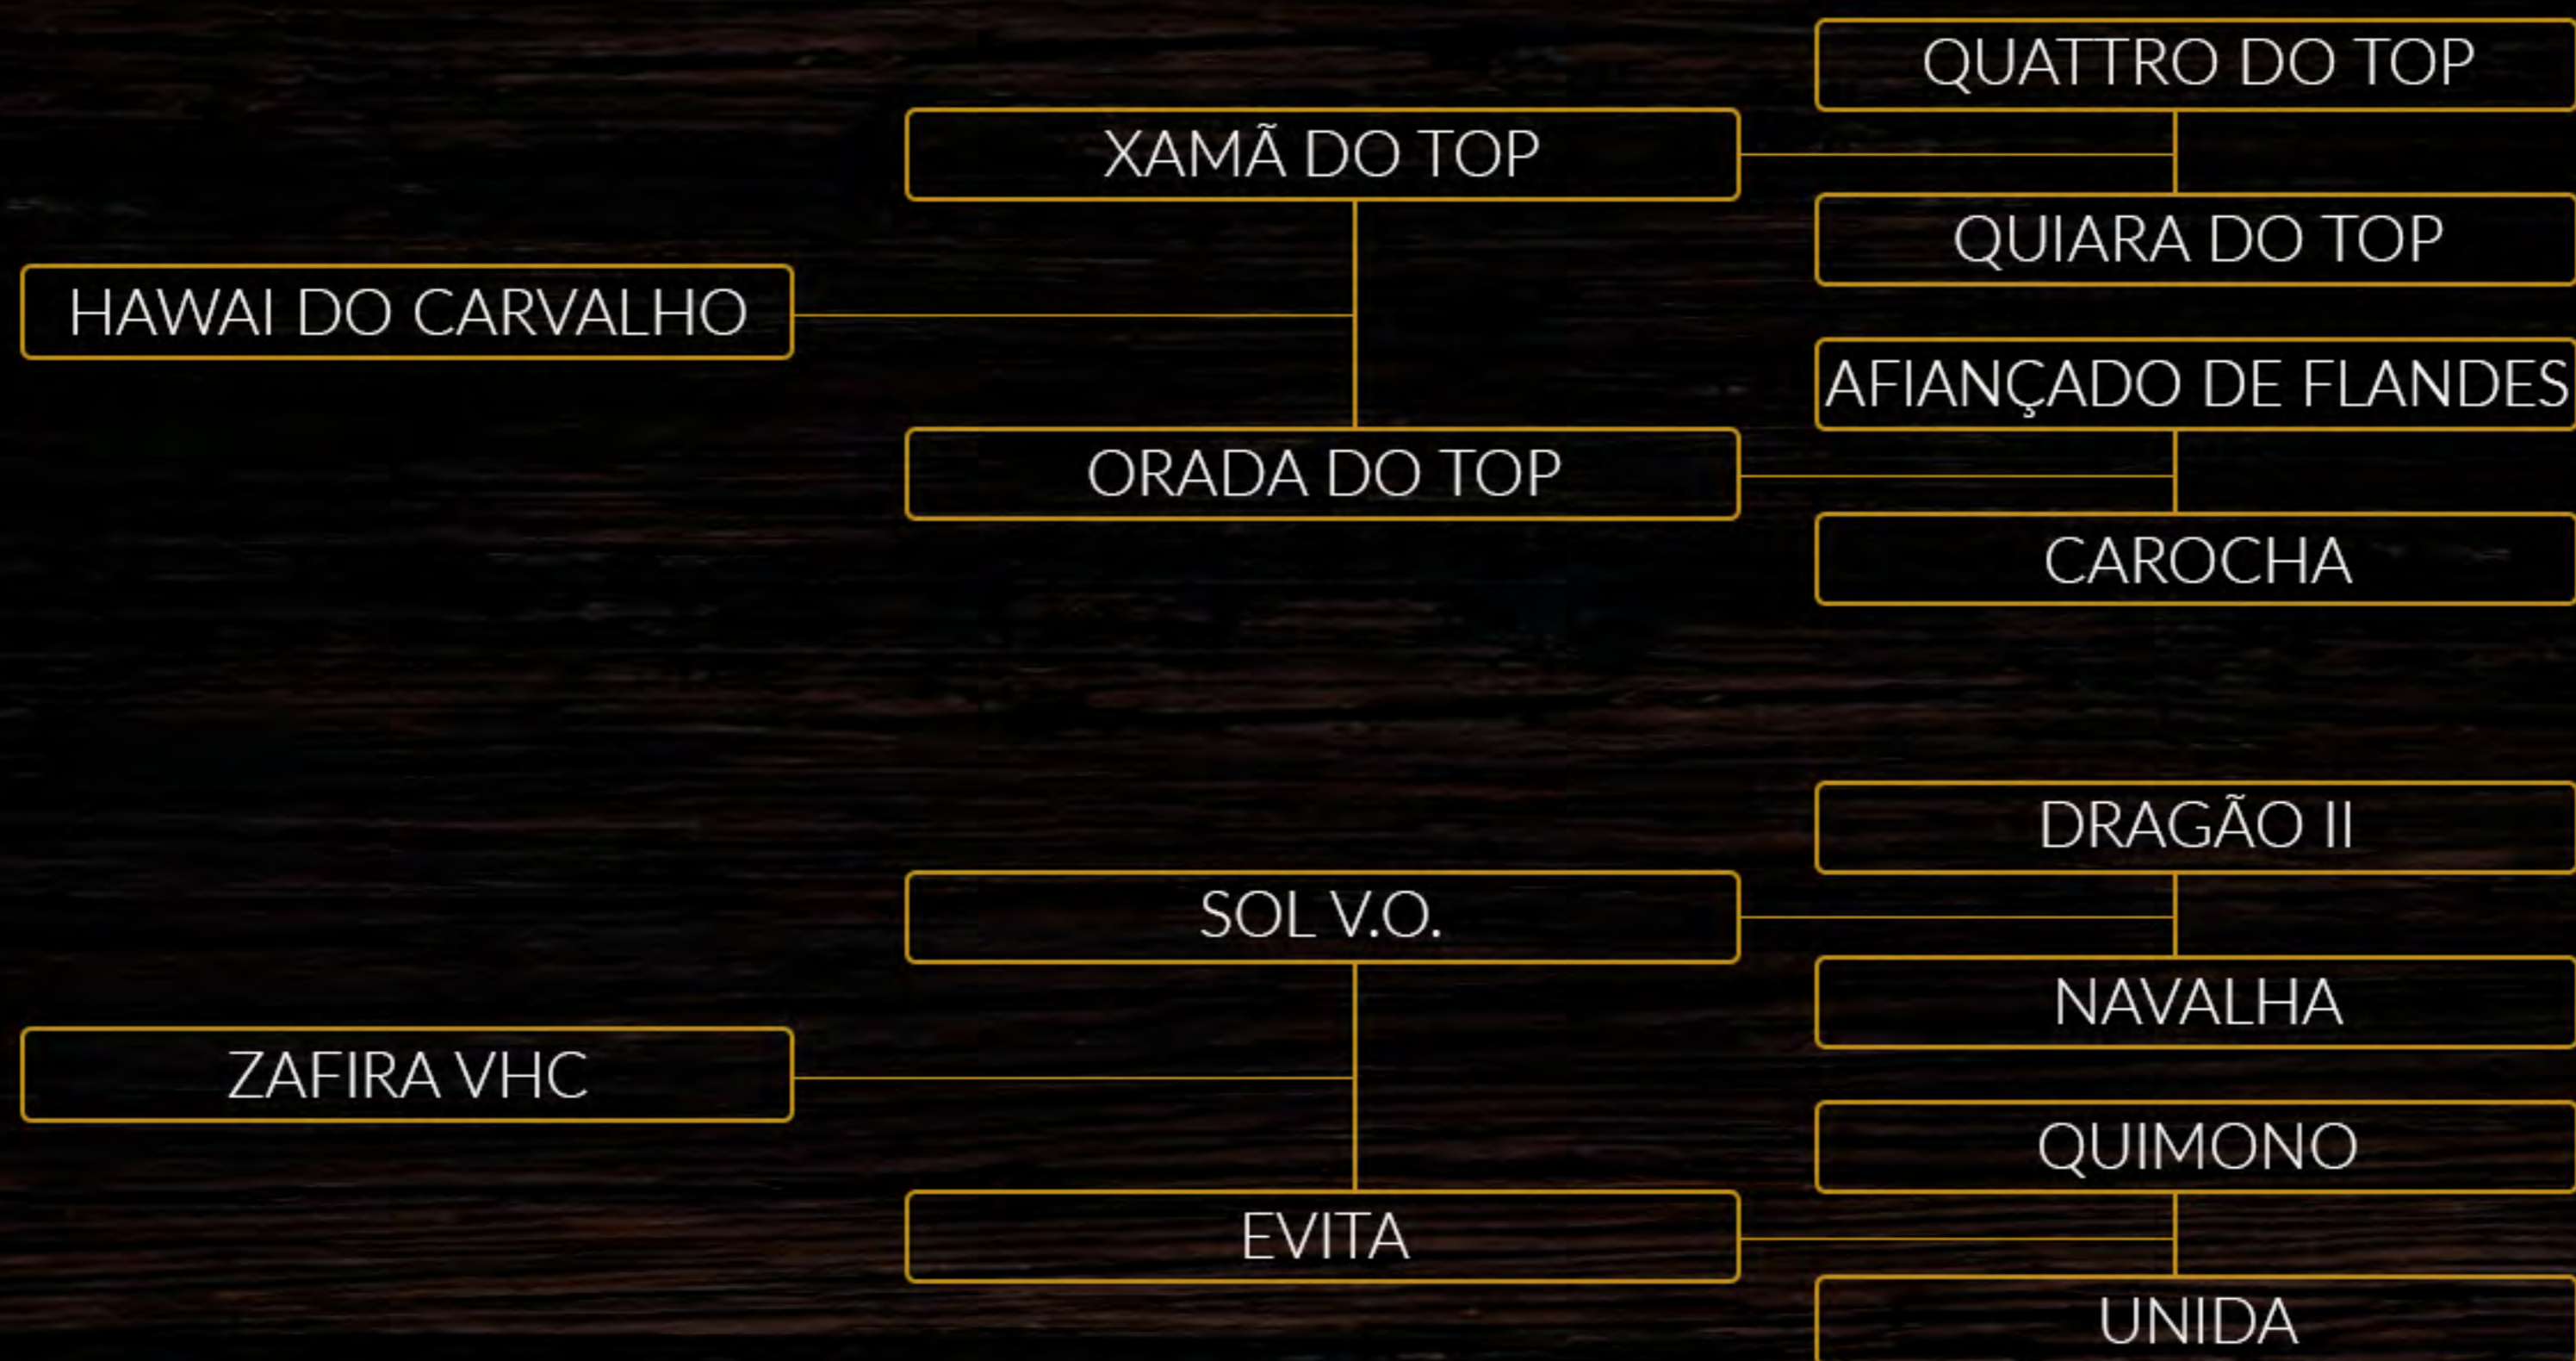 QUATTRO DO TOP
XAMÃ DO TOP
QUIARA DO TOP
HAWAI DO CARVALHO
AFIANÇADO DE FLANDES
ORADA DO TOP
CAROCHA
DRAGÃO II
SOL V.O.
NAVALHA
ZAFIRA VHC
QUIMONO
EVITA
UNIDA